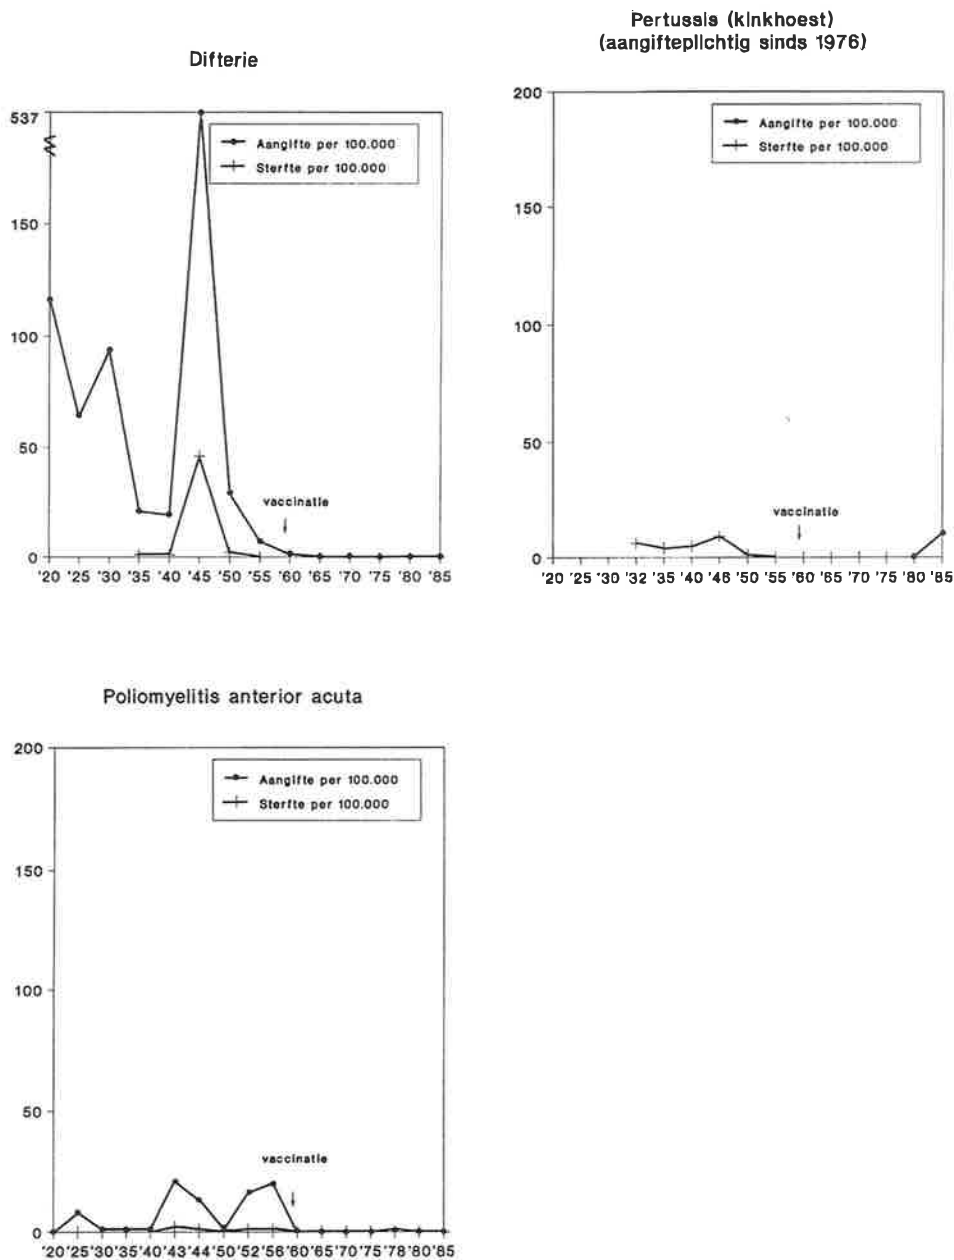 Difterie
537
150
100
50
0
Aangifte per 100.000
Sterfte per 100.000
vaccinatie
'20 '25 '30 '35 '40 '45 '50 '55 '60 '65 '70 '75 '80 '85
Pertussis (kinkhoest)
(aangifteplichtig sinds 1976)
200
150
100
50
0
Aangifte per 100.000
Sterfte per 100.000
vaccinatie
'20 '25 '30 '32 '35 '40 '46 '50 '55 '60 '65 '70 '75 '80 '85
Poliomyelitis anterior acuta
200
150
100
50
0
Aangifte per 100.000
Sterfte per 100.000
vaccinatie
'20 '25 '30 '35 '40 '43 '44 '50 '52 '56 '60 '65 '70 '75 '78 '80 '85